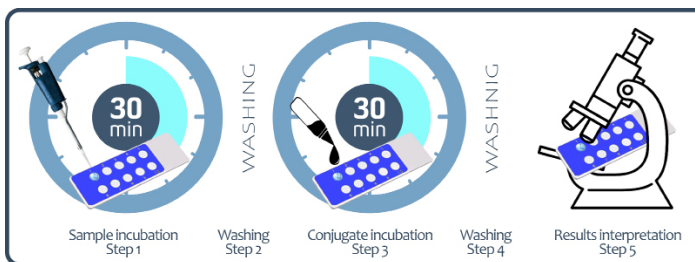 30
min
WASHING
30
min
WASHNIG
Sample incubation
Step 1
Washing
Step 2
Conjugate incubation
Step 3
Washing
Step 4
Results interpretation
Step 5